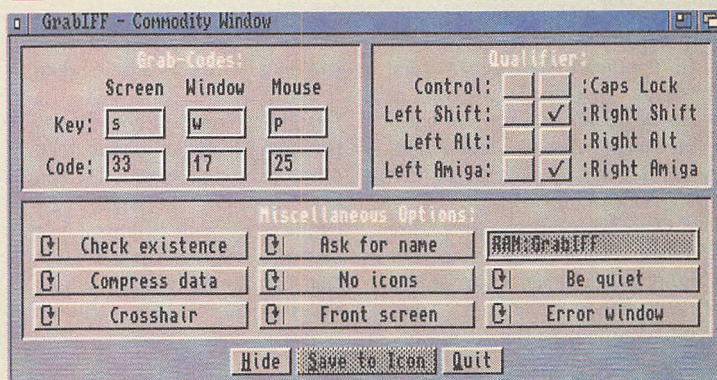 GrabIFF - Commodity Window
Grab-Codes:
Screen Window Mouse
Key: s w p
Code: 33 17 25
Qualifier:
Control: :Caps Lock
Left Shift: ✓ :Right Shift
Left Alt: :Right Alt
Left Amiga: ✓ :Right Amiga
Miscellaneous Options:
Check existence Ask for name RAM:GrabIFF
Compress data No icons Be quiet
Crosshair Front screen Error window
Hide Save to Icon Quit